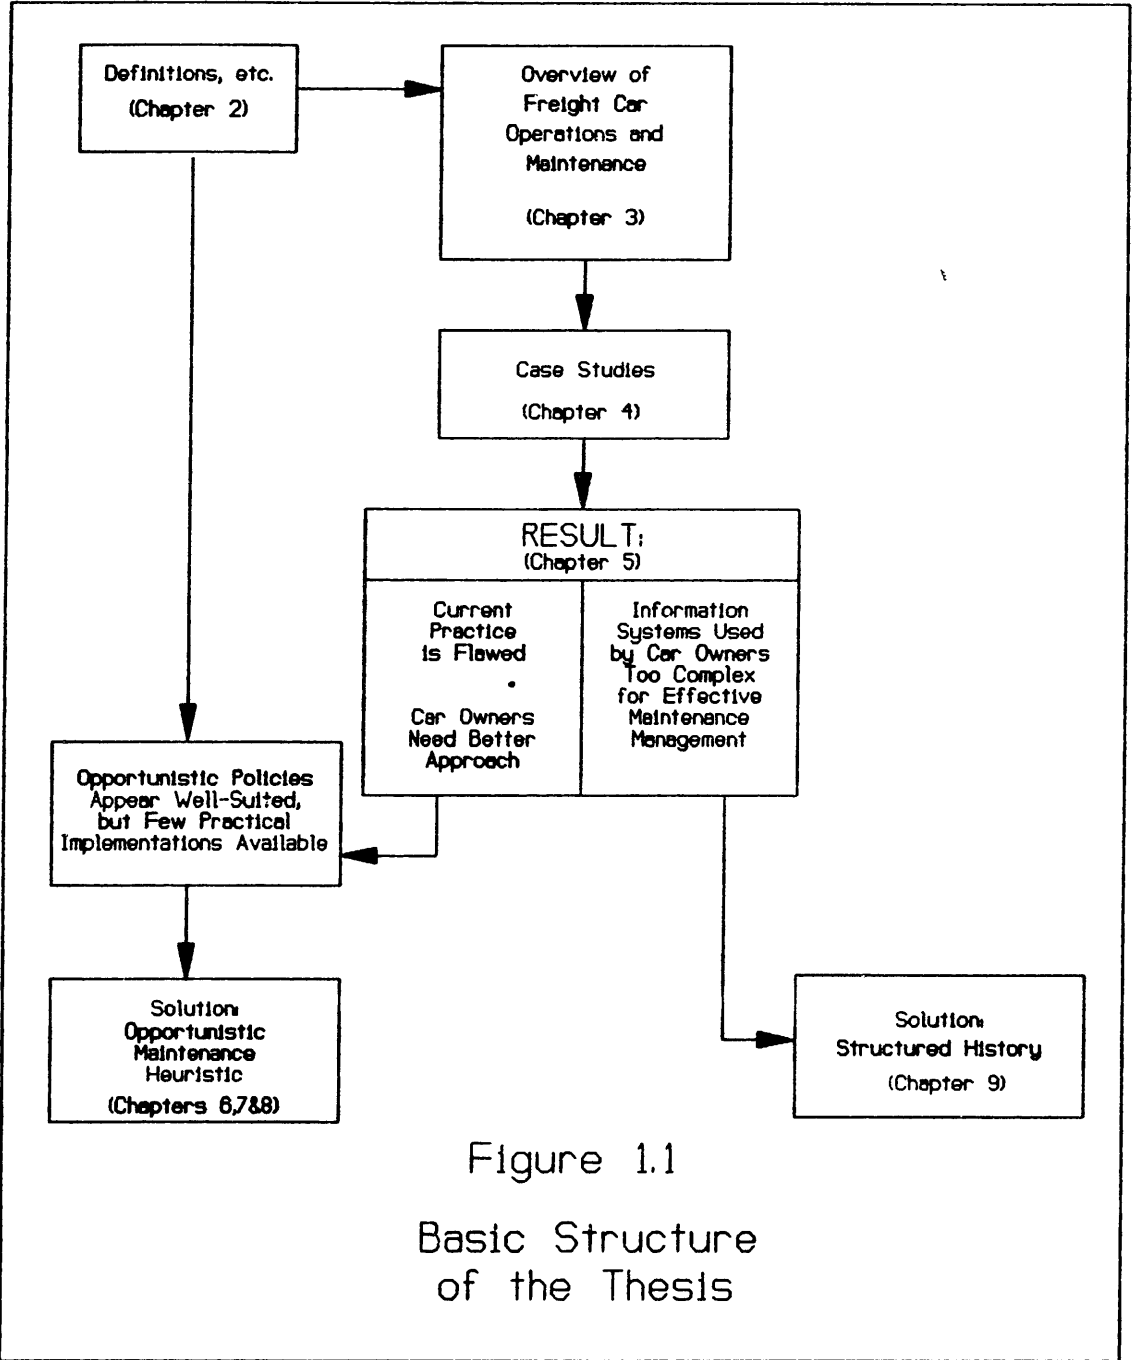 Definitions, etc.
(Chapter 2)
Overview of
Freight Car
Operations and
Maintenance
(Chapter 3)
Case Studies
(Chapter 4)
RESULT:
(Chapter 5)
Current
Practice
is Flawed
Car Owners
Need Better
Approach
Information
Systems Used
by Car Owners
Too Complex
for Effective
Maintenance
Management
Opportunistic Policies
Appear Well-Suited,
but Few Practical
Implementations Available
Solution:
Opportunistic
Maintenance
Heuristic
(Chapters 6,7&8)
Solution:
Structured History
(Chapter 9)
Figure 1.1
Basic Structure
of the Thesis